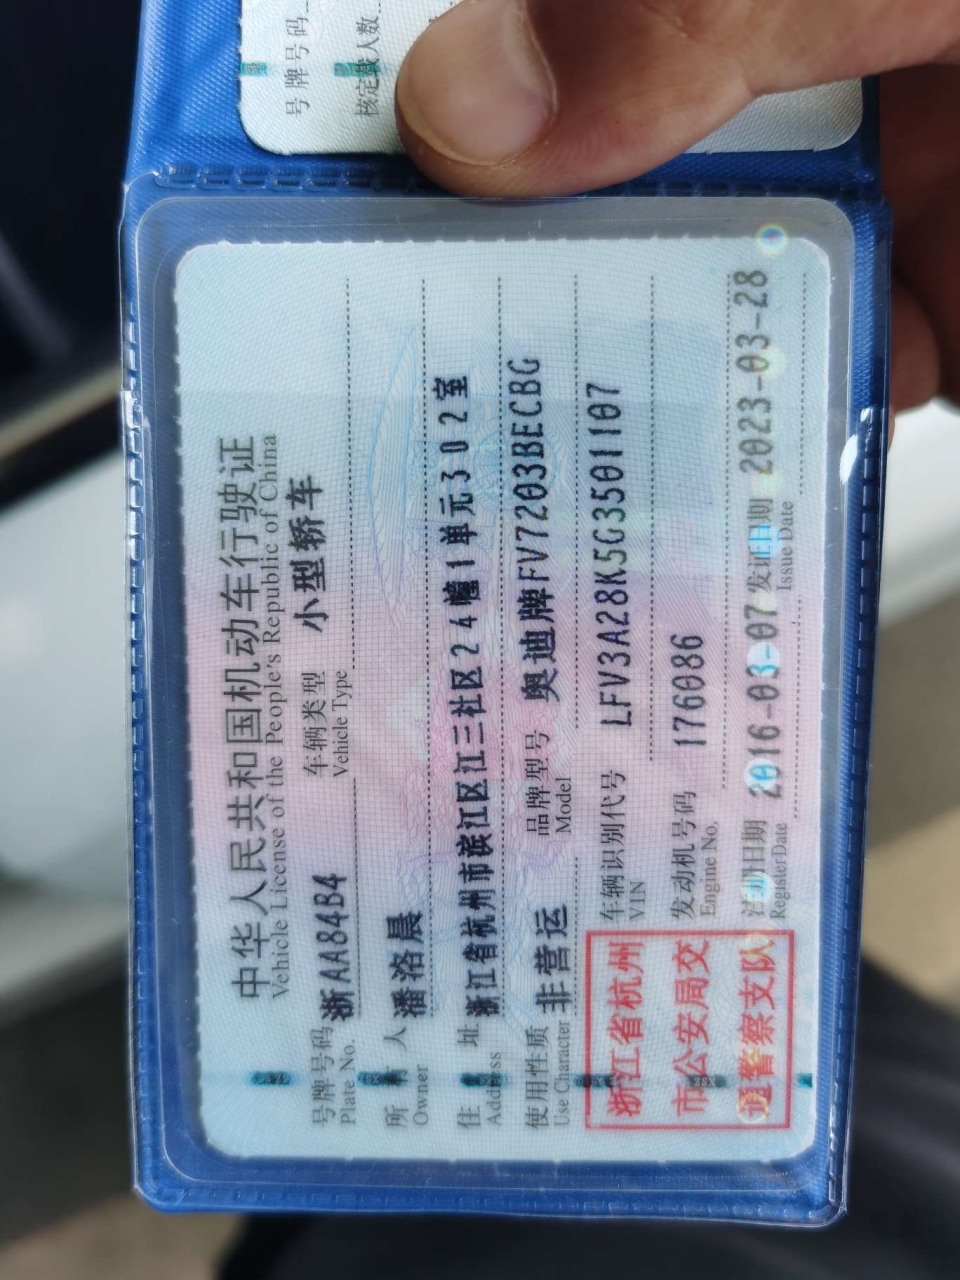 号牌号码
核定载人数
中华人民共和国机动车行驶证
Vehicle License of the People's Republic of China
号牌号码 浙AA84B4 车辆类型 小型轿车
Plate No. Vehicle Type
所有人 潘洛晨
Owner
住址 浙江省杭州市滨江区江三社区24幢1单元302室
Address
使用性质 非营运 品牌型号 奥迪牌FV7203BECBG
Use Character Model
浙江省杭州
市公安局交
通警察支队
车辆识别代号 LFV3A28K5G3501107
VIN
发动机号码 176086
Engine No.
注册日期 2016-03-07 发证日期 2023-03-28
Register Date Issue Date